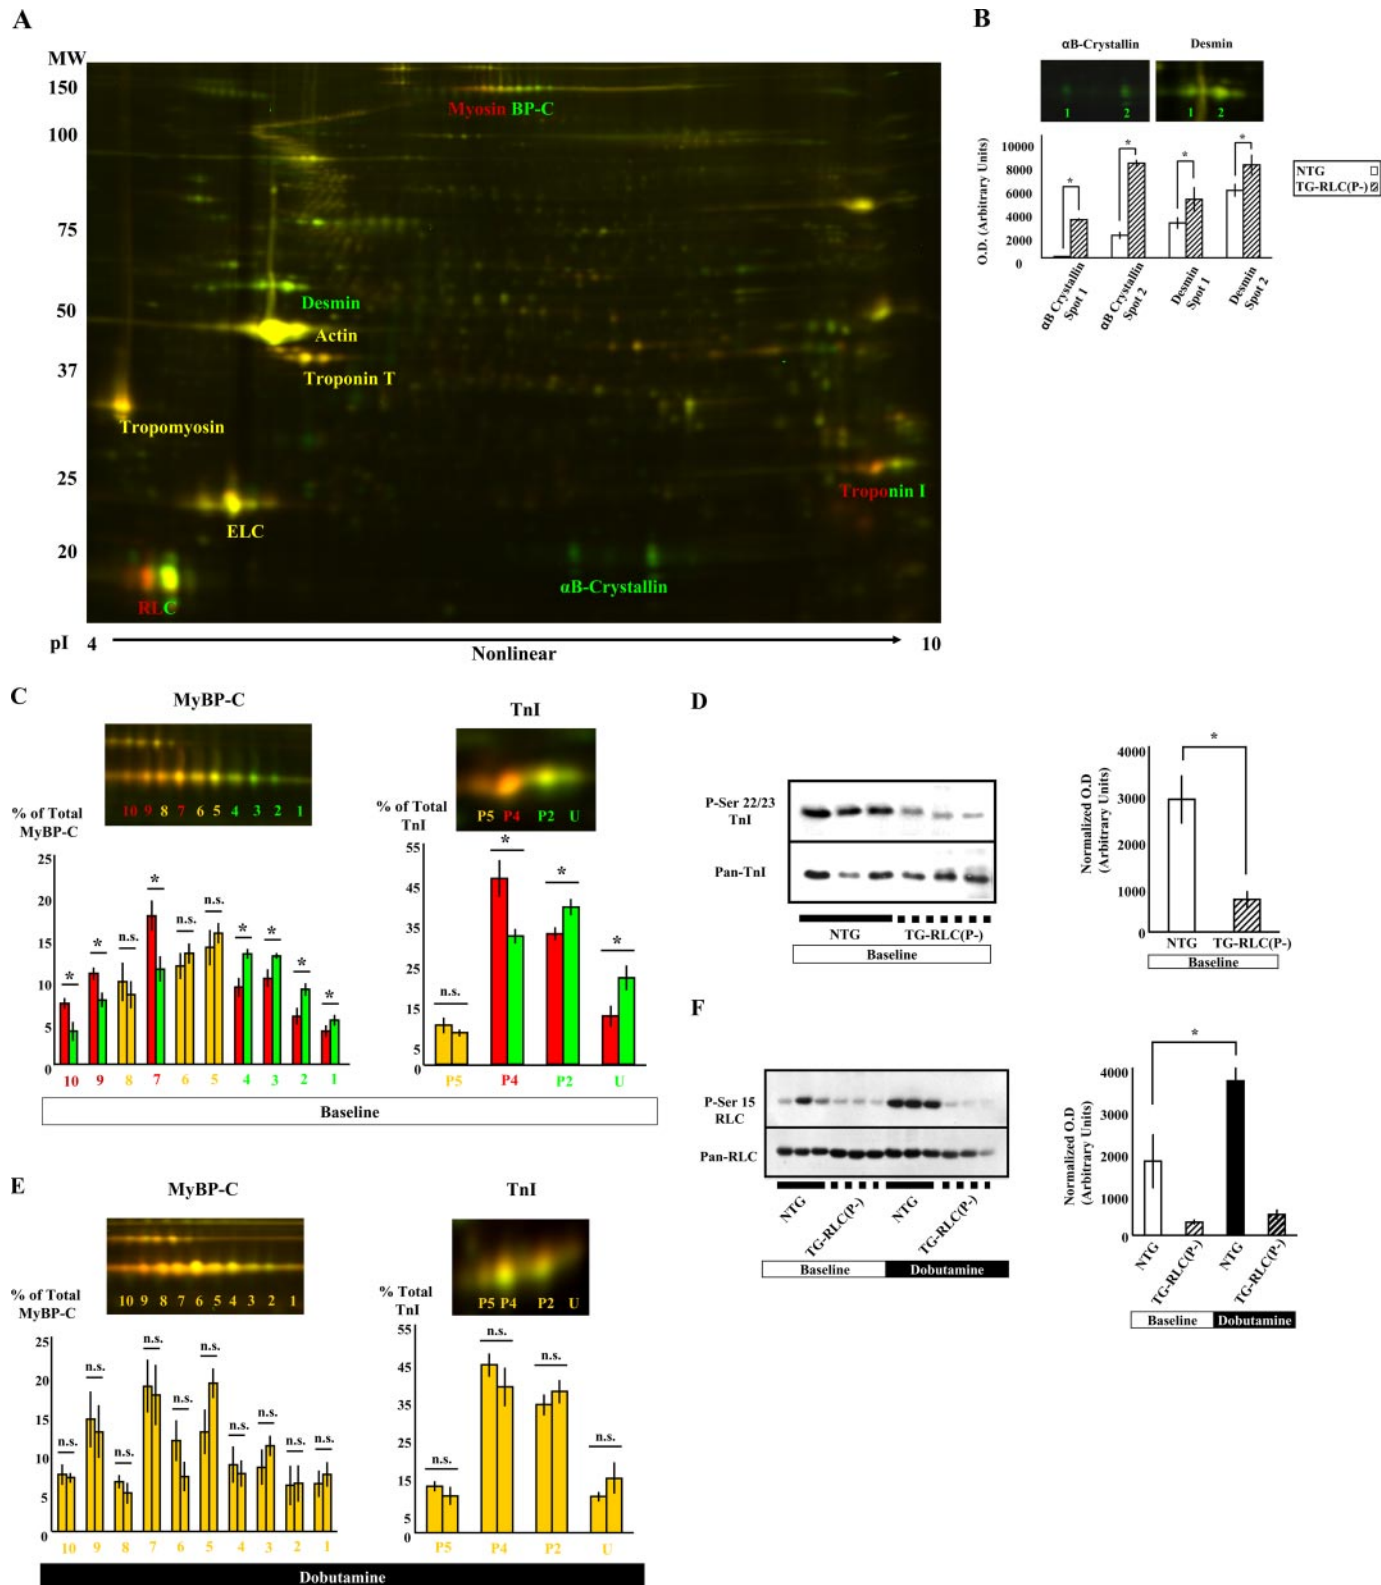 A
MW
150
100
75
50
37
25
20
Myosin BP-C
Desmin
Actin
Troponin T
Tropomyosin
Troponin I
ELC
αB-Crystallin
RLC
pI 4 10
Nonlinear
B
αB-Crystallin Desmin
1 2 1 2
O.D. (Arbitrary Units)
10000
8000
6000
4000
2000
0
* * * *
αB Crystallin Spot 1
αB Crystallin Spot 2
Desmin Spot 1
Desmin Spot 2
NTG
TG-RLC(P-)
C
MyBP-C
10 9 8 7 6 5 4 3 2 1
% of Total
MyBP-C
25
20
15
10
5
0
* * n.s. * n.s. n.s. * * * *
10 9 8 7 6 5 4 3 2 1
TnI
P5 P4 P2 U
% of Total
TnI
55
45
35
25
15
5
0
n.s. * * *
P5 P4 P2 U
Baseline
D
P-Ser 22/23
TnI
Pan-TnI
NTG TG-RLC(P-)
Baseline
Normalized O.D
(Arbitrary Units)
4000
3000
2000
1000
0
*
NTG TG-RLC(P-)
Baseline
E
MyBP-C
10 9 8 7 6 5 4 3 2 1
% of Total
MyBP-C
25
20
15
10
5
0
n.s. n.s. n.s. n.s. n.s. n.s. n.s. n.s. n.s. n.s.
10 9 8 7 6 5 4 3 2 1
TnI
P5 P4 P2 U
% Total
TnI
55
45
35
25
15
5
0
n.s. n.s. n.s. n.s.
P5 P4 P2 U
Dobutamine
F
P-Ser 15
RLC
Pan-RLC
NTG TG-RLC(P-) NTG TG-RLC(P-)
Baseline Dobutamine
Normalized O.D
(Arbitrary Units)
4000
3000
2000
1000
0
*
NTG TG-RLC(P-) NTG TG-RLC(P-)
Baseline Dobutamine